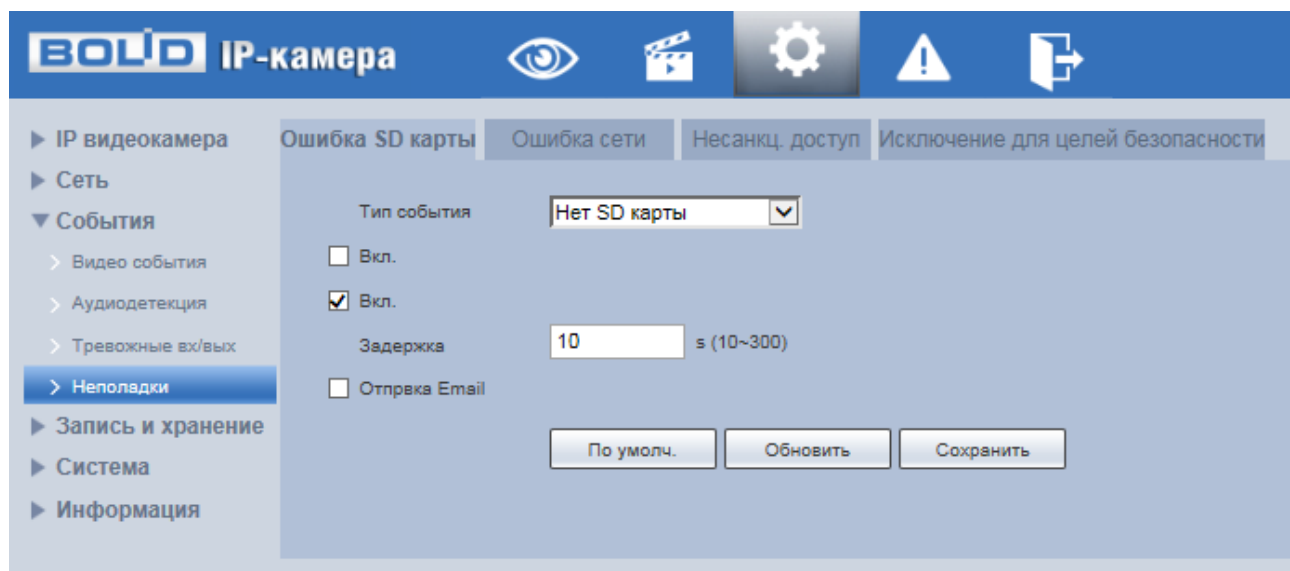 BOLID IP-камера
IP видеокамера
Сеть
События
Видео события
Аудиодетекция
Тревожные вх/вых
Неполадки
Запись и хранение
Система
Информация
Ошибка SD карты Ошибка сети Несанкц. доступ Исключение для целей безопасности
Тип события Нет SD карты
Вкл.
Вкл.
Задержка 10 s (10~300)
Отпрвка Email
По умолч. Обновить Сохранить